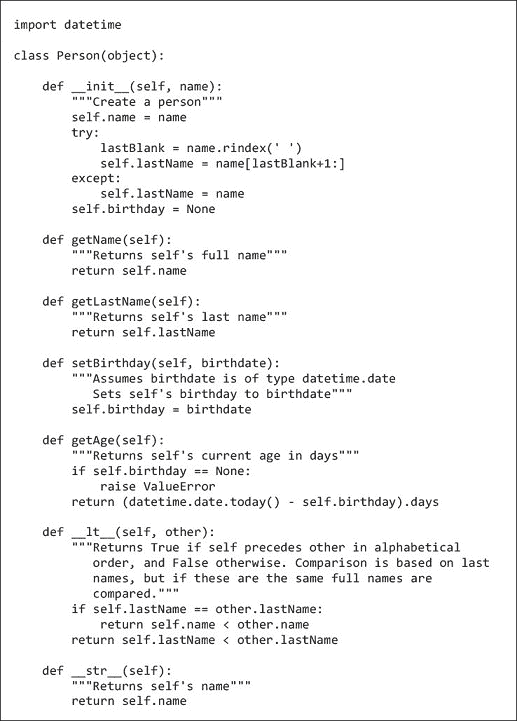 import datetime
class Person(object):
    def __init__(self, name):
        """Create a person"""
        self.name = name
        try:
            lastBlank = name.rindex(' ')
            self.lastName = name[lastBlank+1:]
        except:
            self.lastName = name
        self.birthday = None
    def getName(self):
        """Returns self's full name"""
        return self.name
    def getLastName(self):
        """Returns self's last name"""
        return self.lastName
    def setBirthday(self, birthdate):
        """Assumes birthdate is of type datetime.date
           Sets self's birthday to birthdate"""
        self.birthday = birthdate
    def getAge(self):
        """Returns self's current age in days"""
        if self.birthday == None:
            raise ValueError
        return (datetime.date.today() - self.birthday).days
    def __lt__(self, other):
        """Returns True if self precedes other in alphabetical
           order, and False otherwise. Comparison is based on last
           names, but if these are the same full names are
           compared."""
        if self.lastName == other.lastName:
            return self.name < other.name
        return self.lastName < other.lastName
    def __str__(self):
        """Returns self's name"""
        return self.name